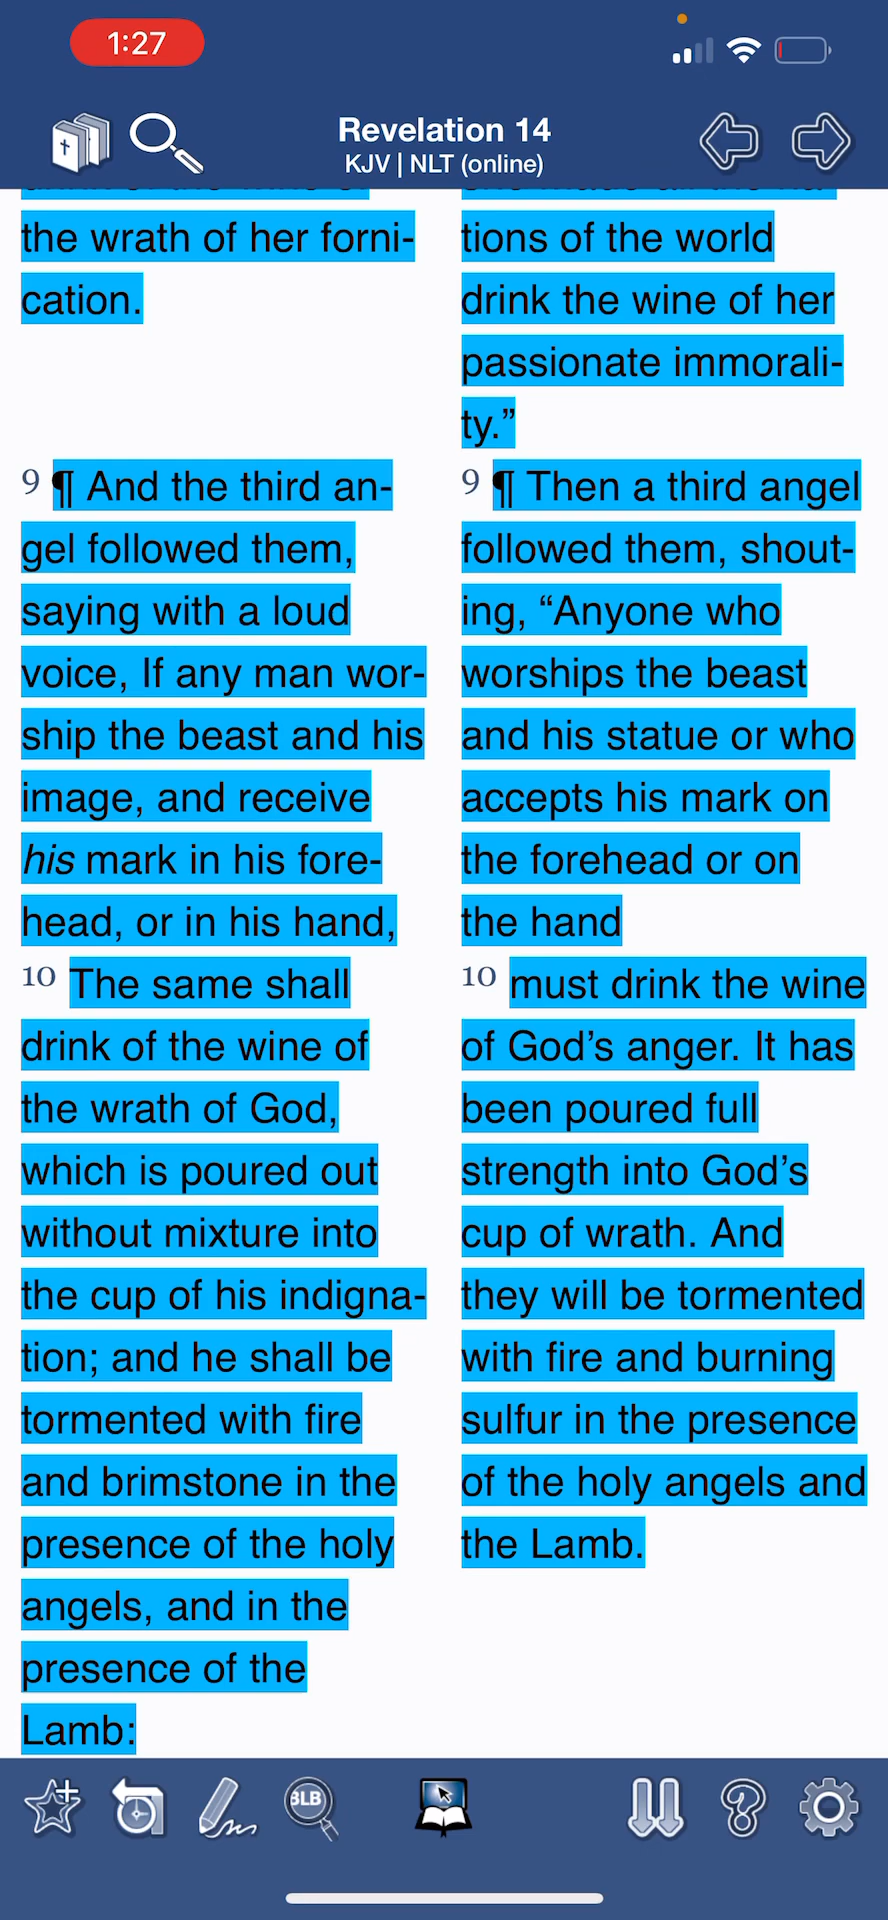 1:27
Revelation 14
KJV | NLT (online)
the wrath of her forni-
cation.
9 ¶ And the third an-
gel followed them,
saying with a loud
voice, If any man wor-
ship the beast and his
image, and receive
his mark in his fore-
head, or in his hand,
10 The same shall
drink of the wine of
the wrath of God,
which is poured out
without mixture into
the cup of his indigna-
tion; and he shall be
tormented with fire
and brimstone in the
presence of the holy
angels, and in the
presence of the
Lamb:
tions of the world
drink the wine of her
passionate immorali-
ty.”
9 ¶ Then a third angel
followed them, shout-
ing, “Anyone who
worships the beast
and his statue or who
accepts his mark on
the forehead or on
the hand
10 must drink the wine
of God’s anger. It has
been poured full
strength into God’s
cup of wrath. And
they will be tormented
with fire and burning
sulfur in the presence
of the holy angels and
the Lamb.
BLB